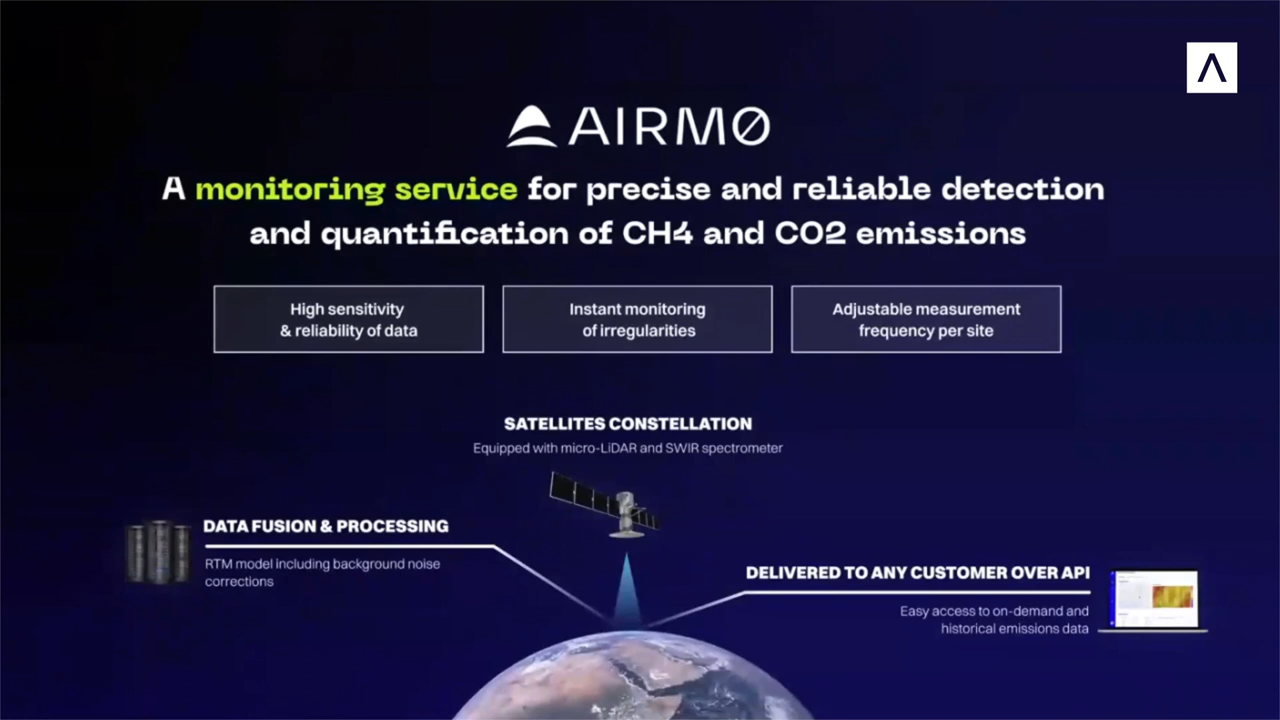 AIRMØ
A monitoring service for precise and reliable detection
and quantification of CH4 and CO2 emissions
High sensitivity
& reliability of data
Instant monitoring
of irregularities
Adjustable measurement
frequency per site
SATELLITES CONSTELLATION
Equipped with micro-LiDAR and SWIR spectrometer
DATA FUSION & PROCESSING
RTM model including background noise
corrections
DELIVERED TO ANY CUSTOMER OVER API
Easy access to on-demand and
historical emissions data